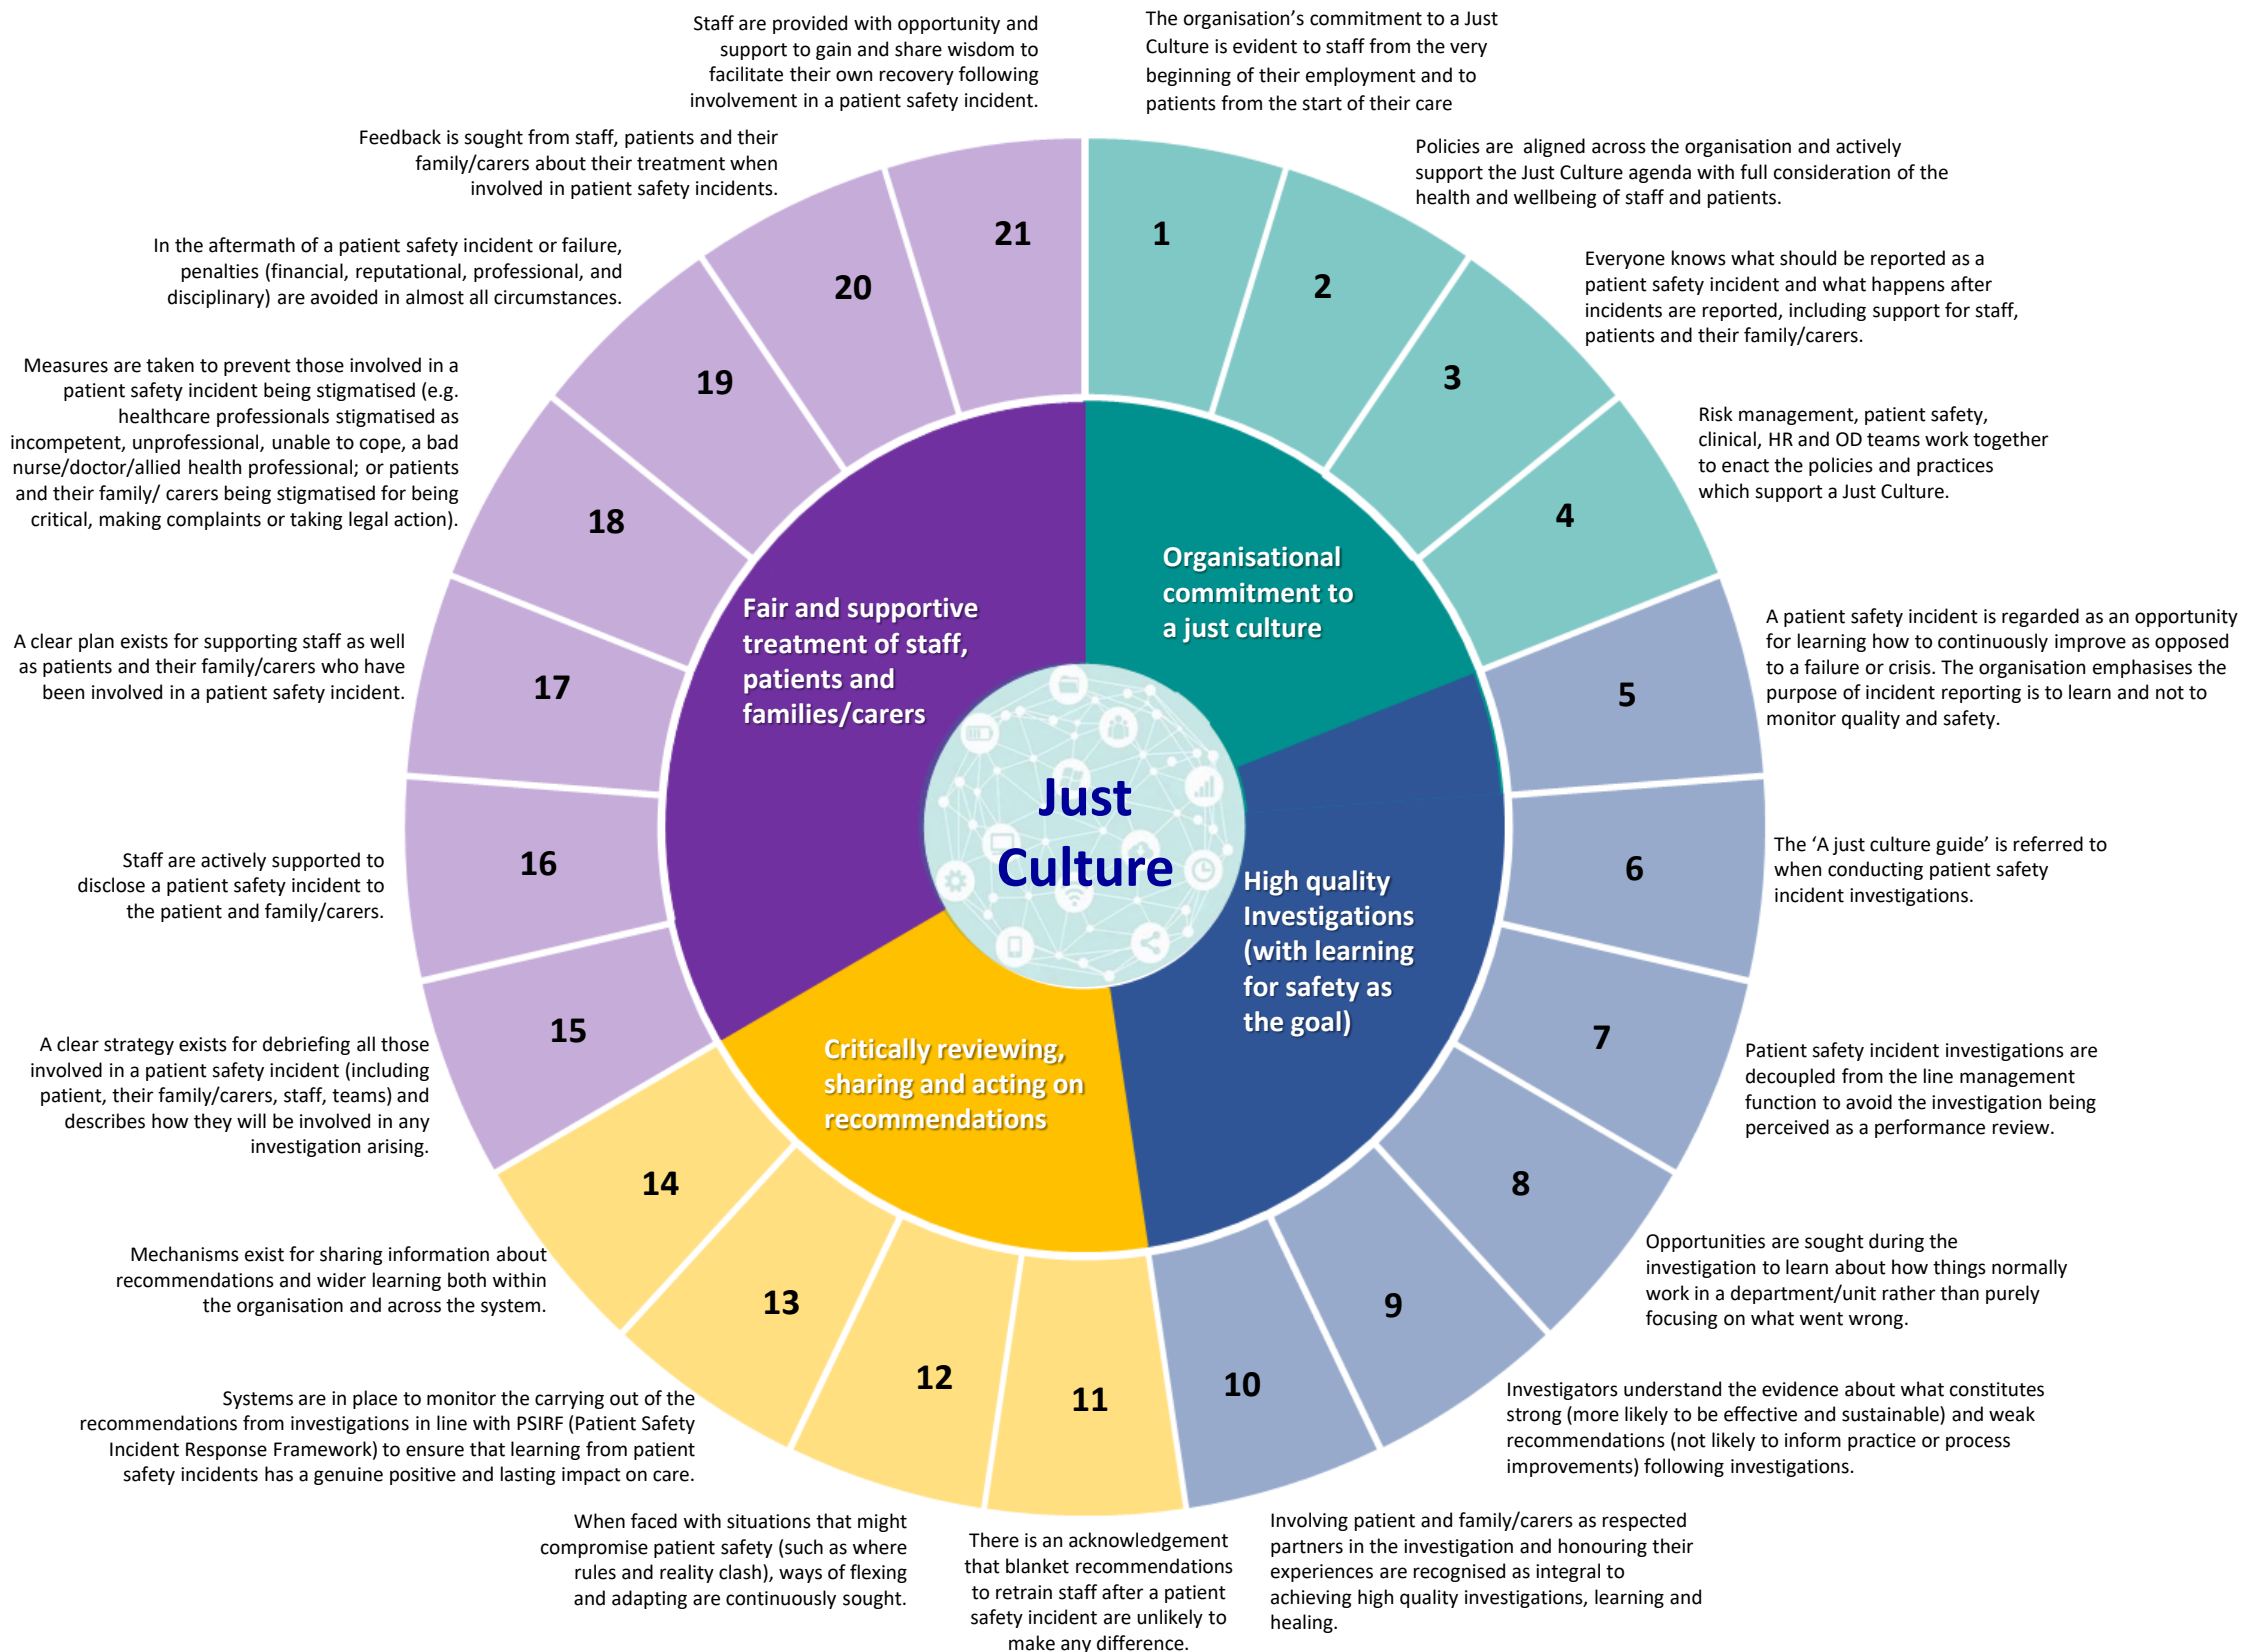 Just
Culture
Organisational
commitment to
a just culture
High quality
Investigations
(with learning
for safety as
the goal)
Critically reviewing,
sharing and acting on
recommendations
Fair and supportive
treatment of staff,
patients and
families/carers
1
The organisation’s commitment to a Just
Culture is evident to staff from the very
beginning of their employment and to
patients from the start of their care
2
Policies are aligned across the organisation and actively
support the Just Culture agenda with full consideration of the
health and wellbeing of staff and patients.
3
Everyone knows what should be reported as a
patient safety incident and what happens after
incidents are reported, including support for staff,
patients and their family/carers.
4
Risk management, patient safety,
clinical, HR and OD teams work together
to enact the policies and practices
which support a Just Culture.
5
A patient safety incident is regarded as an opportunity
for learning how to continuously improve as opposed
to a failure or crisis. The organisation emphasises the
purpose of incident reporting is to learn and not to
monitor quality and safety.
6
The ‘A just culture guide’ is referred to
when conducting patient safety
incident investigations.
7
Patient safety incident investigations are
decoupled from the line management
function to avoid the investigation being
perceived as a performance review.
8
Opportunities are sought during the
investigation to learn about how things normally
work in a department/unit rather than purely
focusing on what went wrong.
9
Investigators understand the evidence about what constitutes
strong (more likely to be effective and sustainable) and weak
recommendations (not likely to inform practice or process
improvements) following investigations.
10
Involving patient and family/carers as respected
partners in the investigation and honouring their
experiences are recognised as integral to
achieving high quality investigations, learning and
healing.
11
There is an acknowledgement
that blanket recommendations
to retrain staff after a patient
safety incident are unlikely to
make any difference.
12
When faced with situations that might
compromise patient safety (such as where
rules and reality clash), ways of flexing
and adapting are continuously sought.
13
Systems are in place to monitor the carrying out of the
recommendations from investigations in line with PSIRF (Patient Safety
Incident Response Framework) to ensure that learning from patient
safety incidents has a genuine positive and lasting impact on care.
14
Mechanisms exist for sharing information about
recommendations and wider learning both within
the organisation and across the system.
15
A clear strategy exists for debriefing all those
involved in a patient safety incident (including
patient, their family/carers, staff, teams) and
describes how they will be involved in any
investigation arising.
16
Staff are actively supported to
disclose a patient safety incident to
the patient and family/carers.
17
A clear plan exists for supporting staff as well
as patients and their family/carers who have
been involved in a patient safety incident.
18
Measures are taken to prevent those involved in a
patient safety incident being stigmatised (e.g.
healthcare professionals stigmatised as
incompetent, unprofessional, unable to cope, a bad
nurse/doctor/allied health professional; or patients
and their family/ carers being stigmatised for being
critical, making complaints or taking legal action).
19
In the aftermath of a patient safety incident or failure,
penalties (financial, reputational, professional, and
disciplinary) are avoided in almost all circumstances.
20
Feedback is sought from staff, patients and their
family/carers about their treatment when
involved in patient safety incidents.
21
Staff are provided with opportunity and
support to gain and share wisdom to
facilitate their own recovery following
involvement in a patient safety incident.